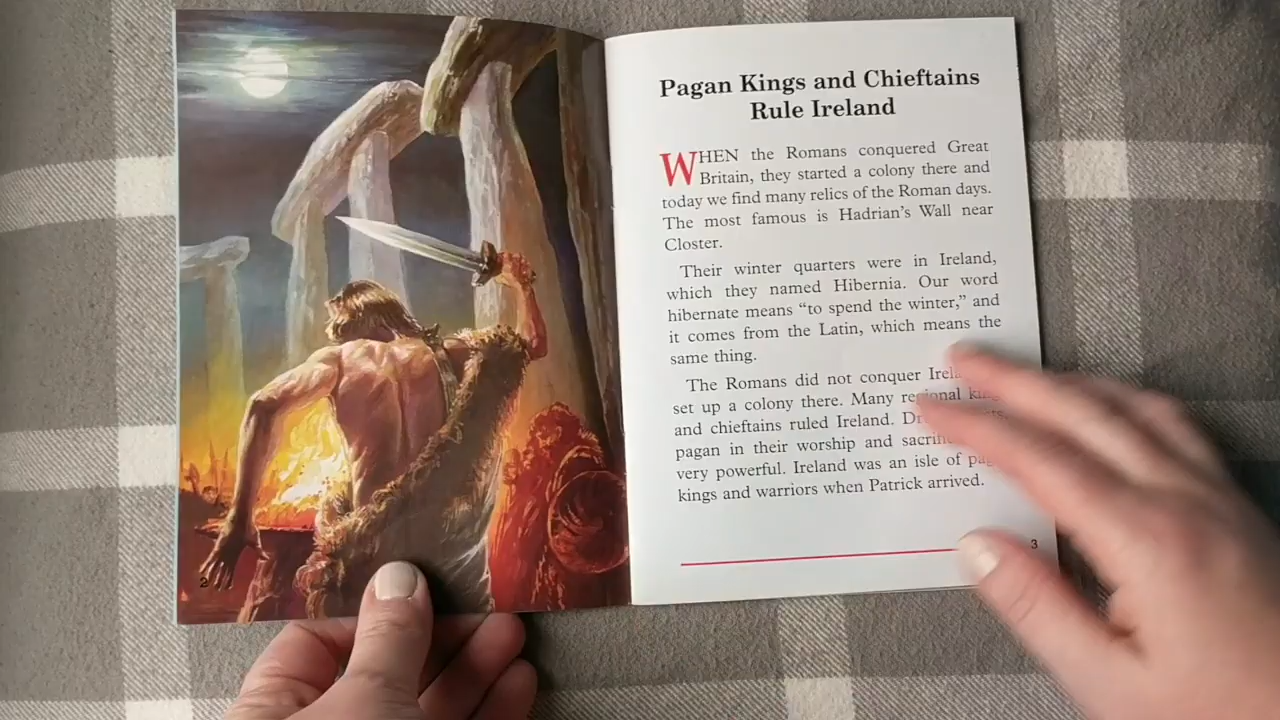 Pagan Kings and Chieftains
Rule Ireland
WHEN the Romans conquered Great
Britain, they started a colony there and
today we find many relics of the Roman days.
The most famous is Hadrian's Wall near
Closter.
Their winter quarters were in Ireland,
which they named Hibernia. Our word
hibernate means “to spend the winter,” and
it comes from the Latin, which means the
same thing.
The Romans did not conquer
set up a colony there. Many regional
and chieftains ruled Ireland.
pagan in their worship and
very powerful. Ireland was an isle of
kings and warriors when Patrick arrived.
2
3